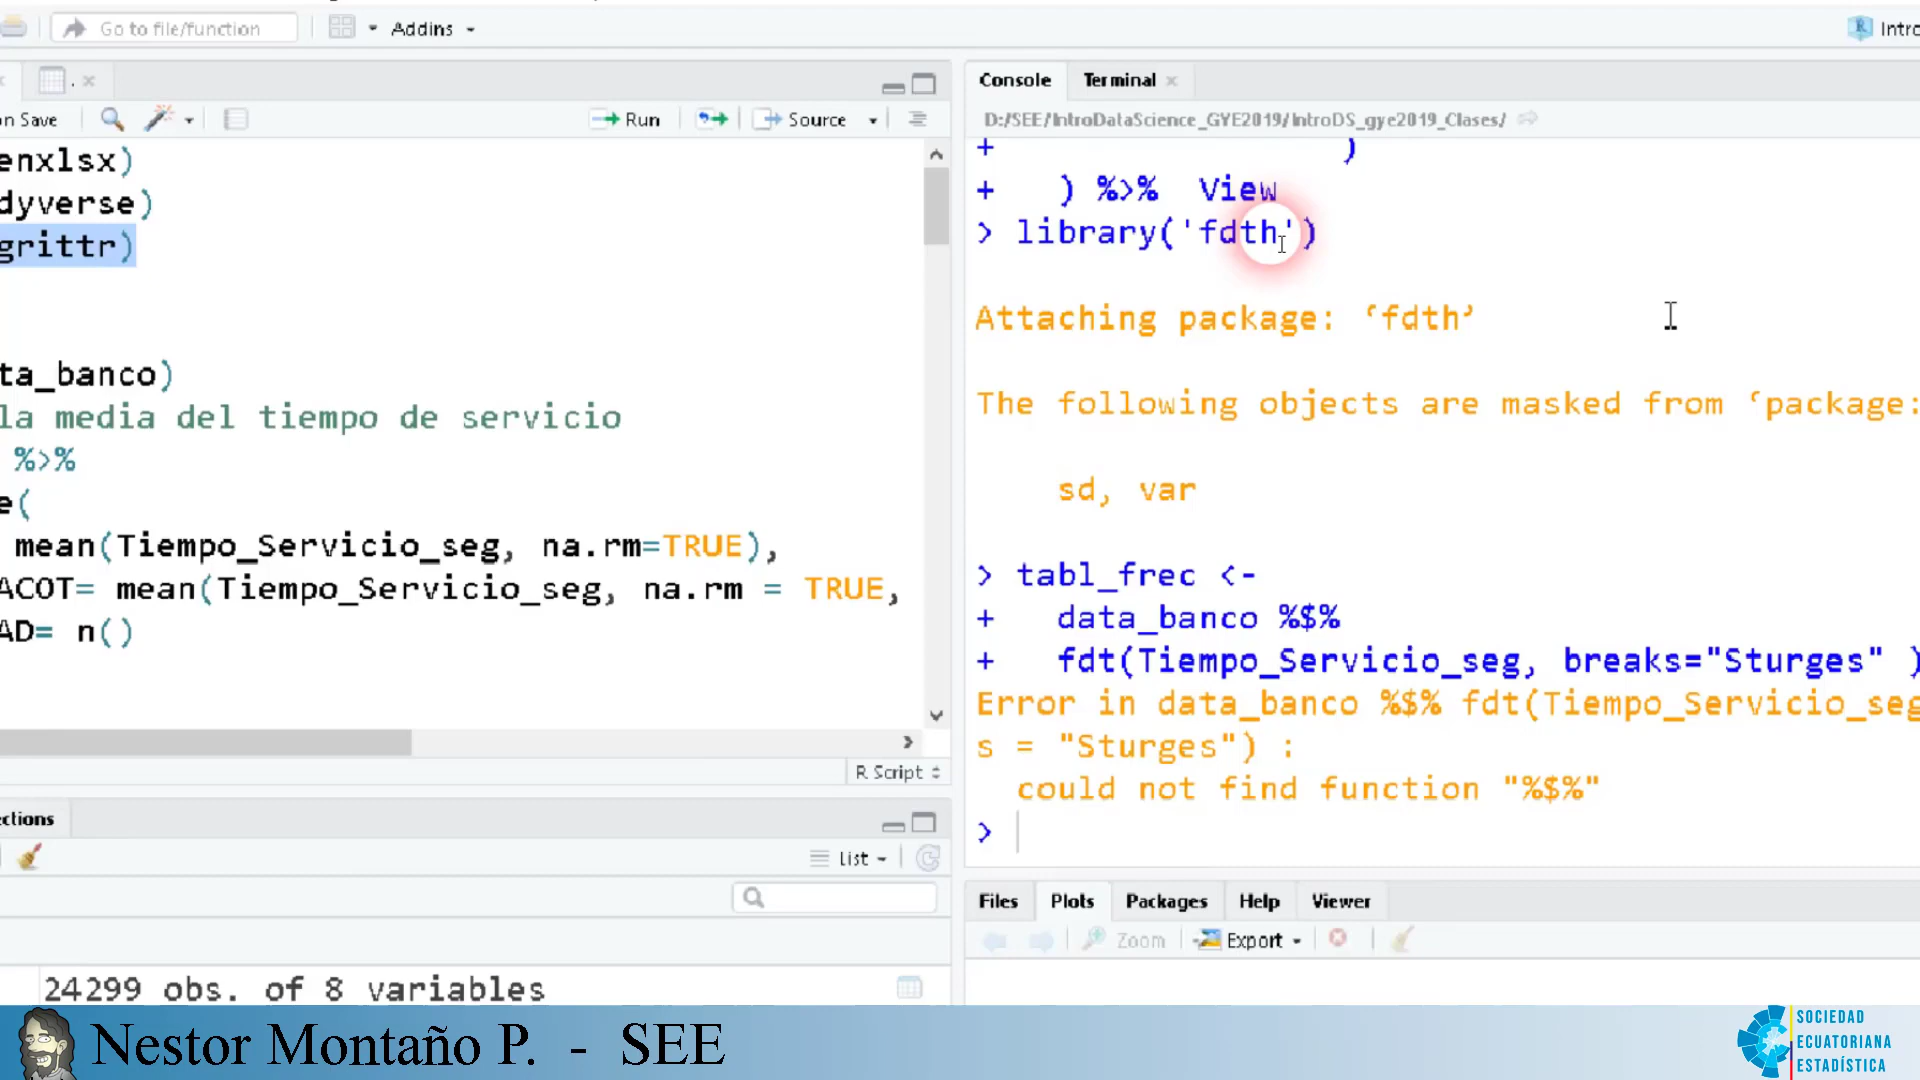 Go to file/function
Addins
Intro
n Save
Run
Source
enxlsx)
dyverse)
grittr)
ta_banco)
la media del tiempo de servicio
%>%
e(
mean(Tiempo_Servicio_seg, na.rm=TRUE),
ACOT= mean(Tiempo_Servicio_seg, na.rm = TRUE,
AD= n()
R Script
ections
List
24299 obs. of 8 variables
Console Terminal
D:/SEE/IntroDataScience_GYE2019/IntroDS_gye2019_Clases/
+ )
+ ) %>% View
> library('fdth')
Attaching package: ‘fdth’
The following objects are masked from ‘package:
sd, var
> tabl_frec <-
+ data_banco %$%
+ fdt(Tiempo_Servicio_seg, breaks="Sturges" )
Error in data_banco %$% fdt(Tiempo_Servicio_seg
s = "Sturges") :
could not find function "%$%"
>
Files Plots Packages Help Viewer
Zoom Export
Nestor Montaño P. - SEE
SOCIEDAD
ECUATORIANA
ESTADÍSTICA